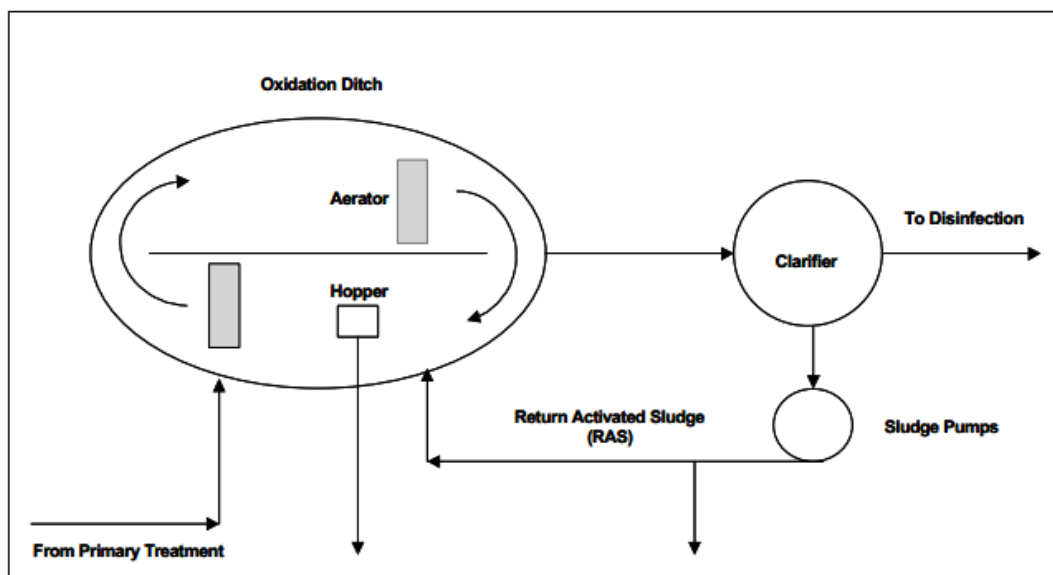 Oxidation Ditch
Aerator
Hopper
To Disinfection
Clarifier
Return Activated Sludge
(RAS)
Sludge Pumps
From Primary Treatment